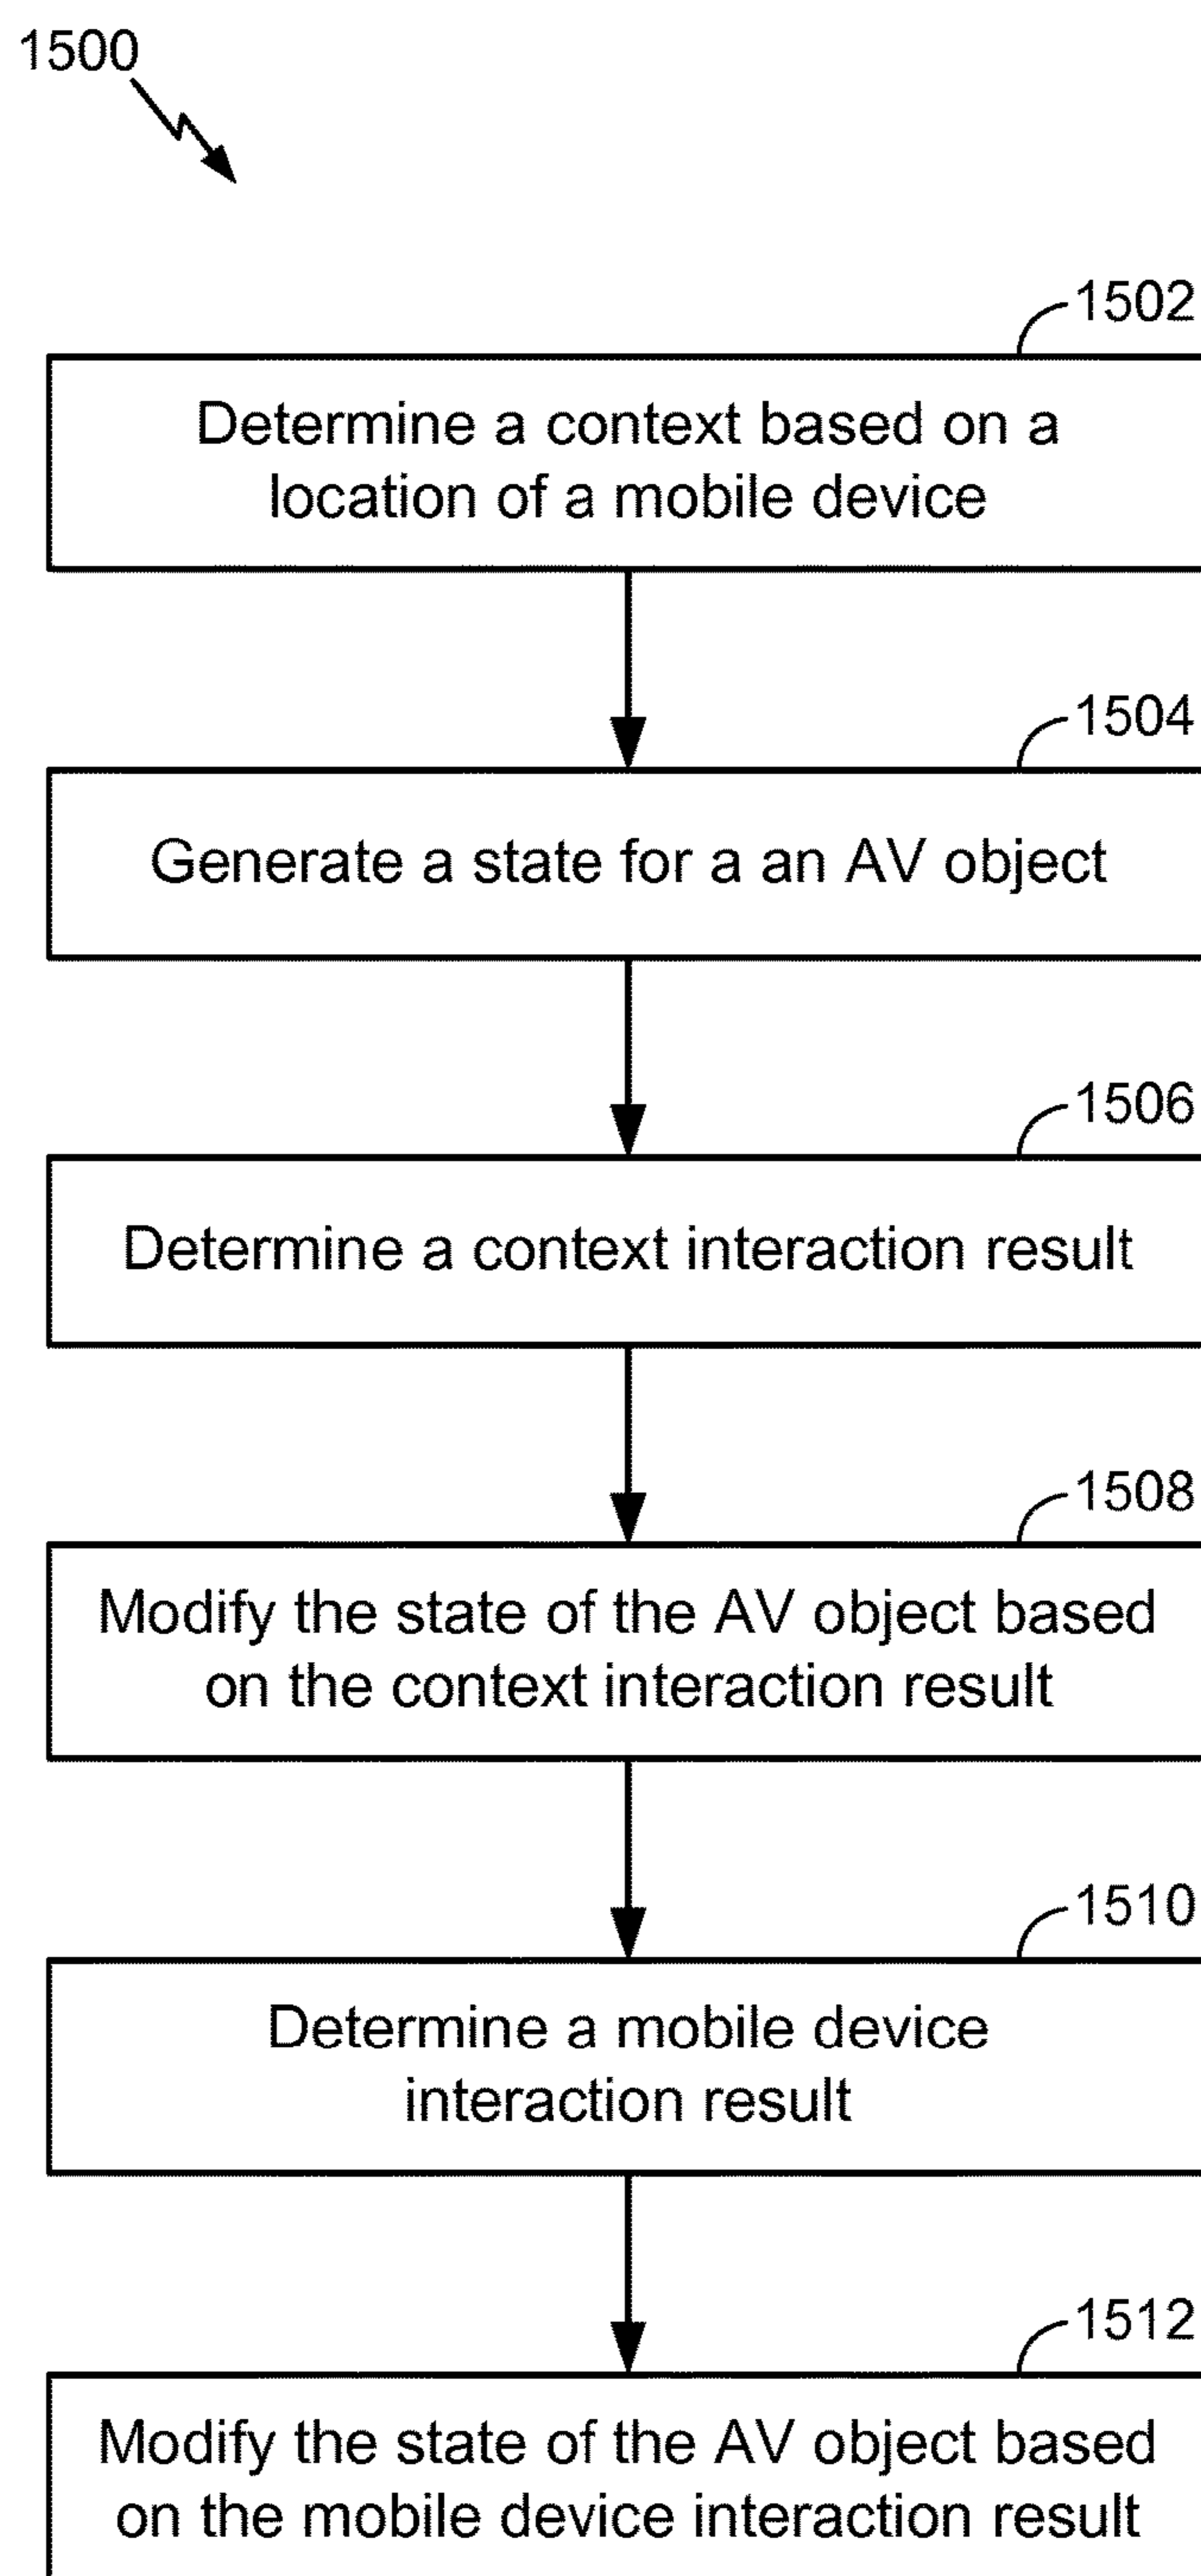 1500
1502
Determine a context based on a
location of a mobile device
1504
Generate a state for a an AV object
1506
Determine a context interaction result
1508
Modify the state of the AV object based
on the context interaction result
1510
Determine a mobile device
interaction result
1512
Modify the state of the AV object based
on the mobile device interaction result